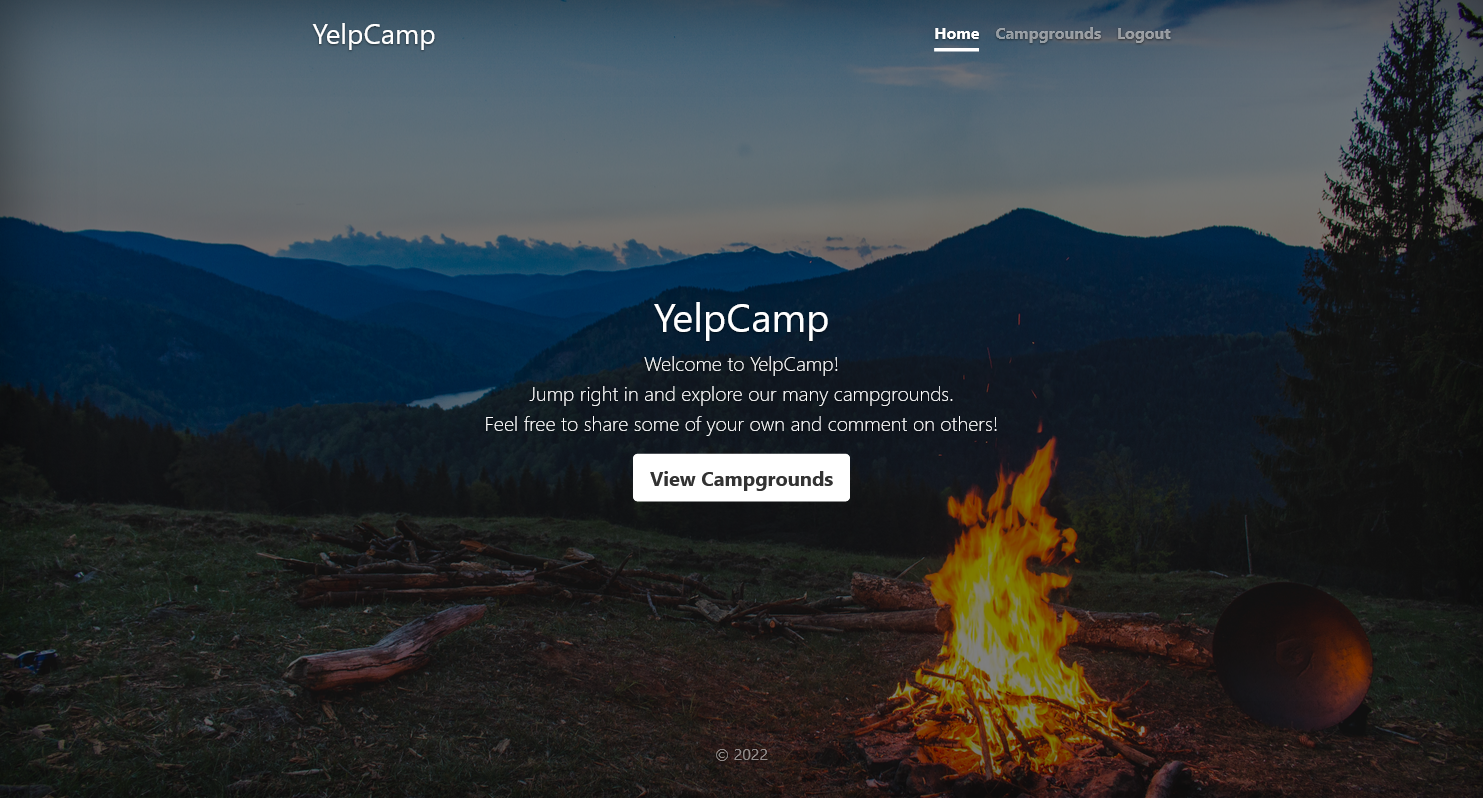 YelpCamp
Home Campgrounds Logout
YelpCamp
Welcome to YelpCamp!
Jump right in and explore our many campgrounds.
Feel free to share some of your own and comment on others!
View Campgrounds
© 2022